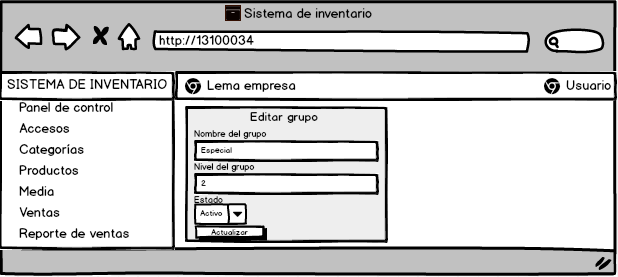 Sistema de inventario
http://13100034
SISTEMA DE INVENTARIO
Lema empresa
Usuario
Panel de control
Accesos
Categorías
Productos
Media
Ventas
Reporte de ventas
Editar grupo
Nombre del grupo
Especial
Nivel del grupo
2
Estado
Activo
Actualizar